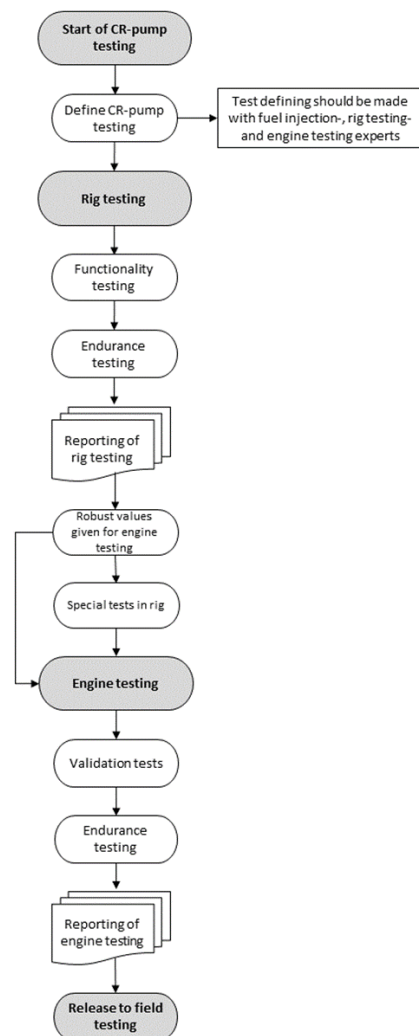 Start of CR-pump
testing
Define CR-pump
testing
Test defining should be made
with fuel injection-, rig testing-
and engine testing experts
Rig testing
Functionality
testing
Endurance
testing
Reporting of
rig testing
Robust values
given for engine
testing
Special tests in rig
Engine testing
Validation tests
Endurance
testing
Reporting of
engine testing
Release to field
testing